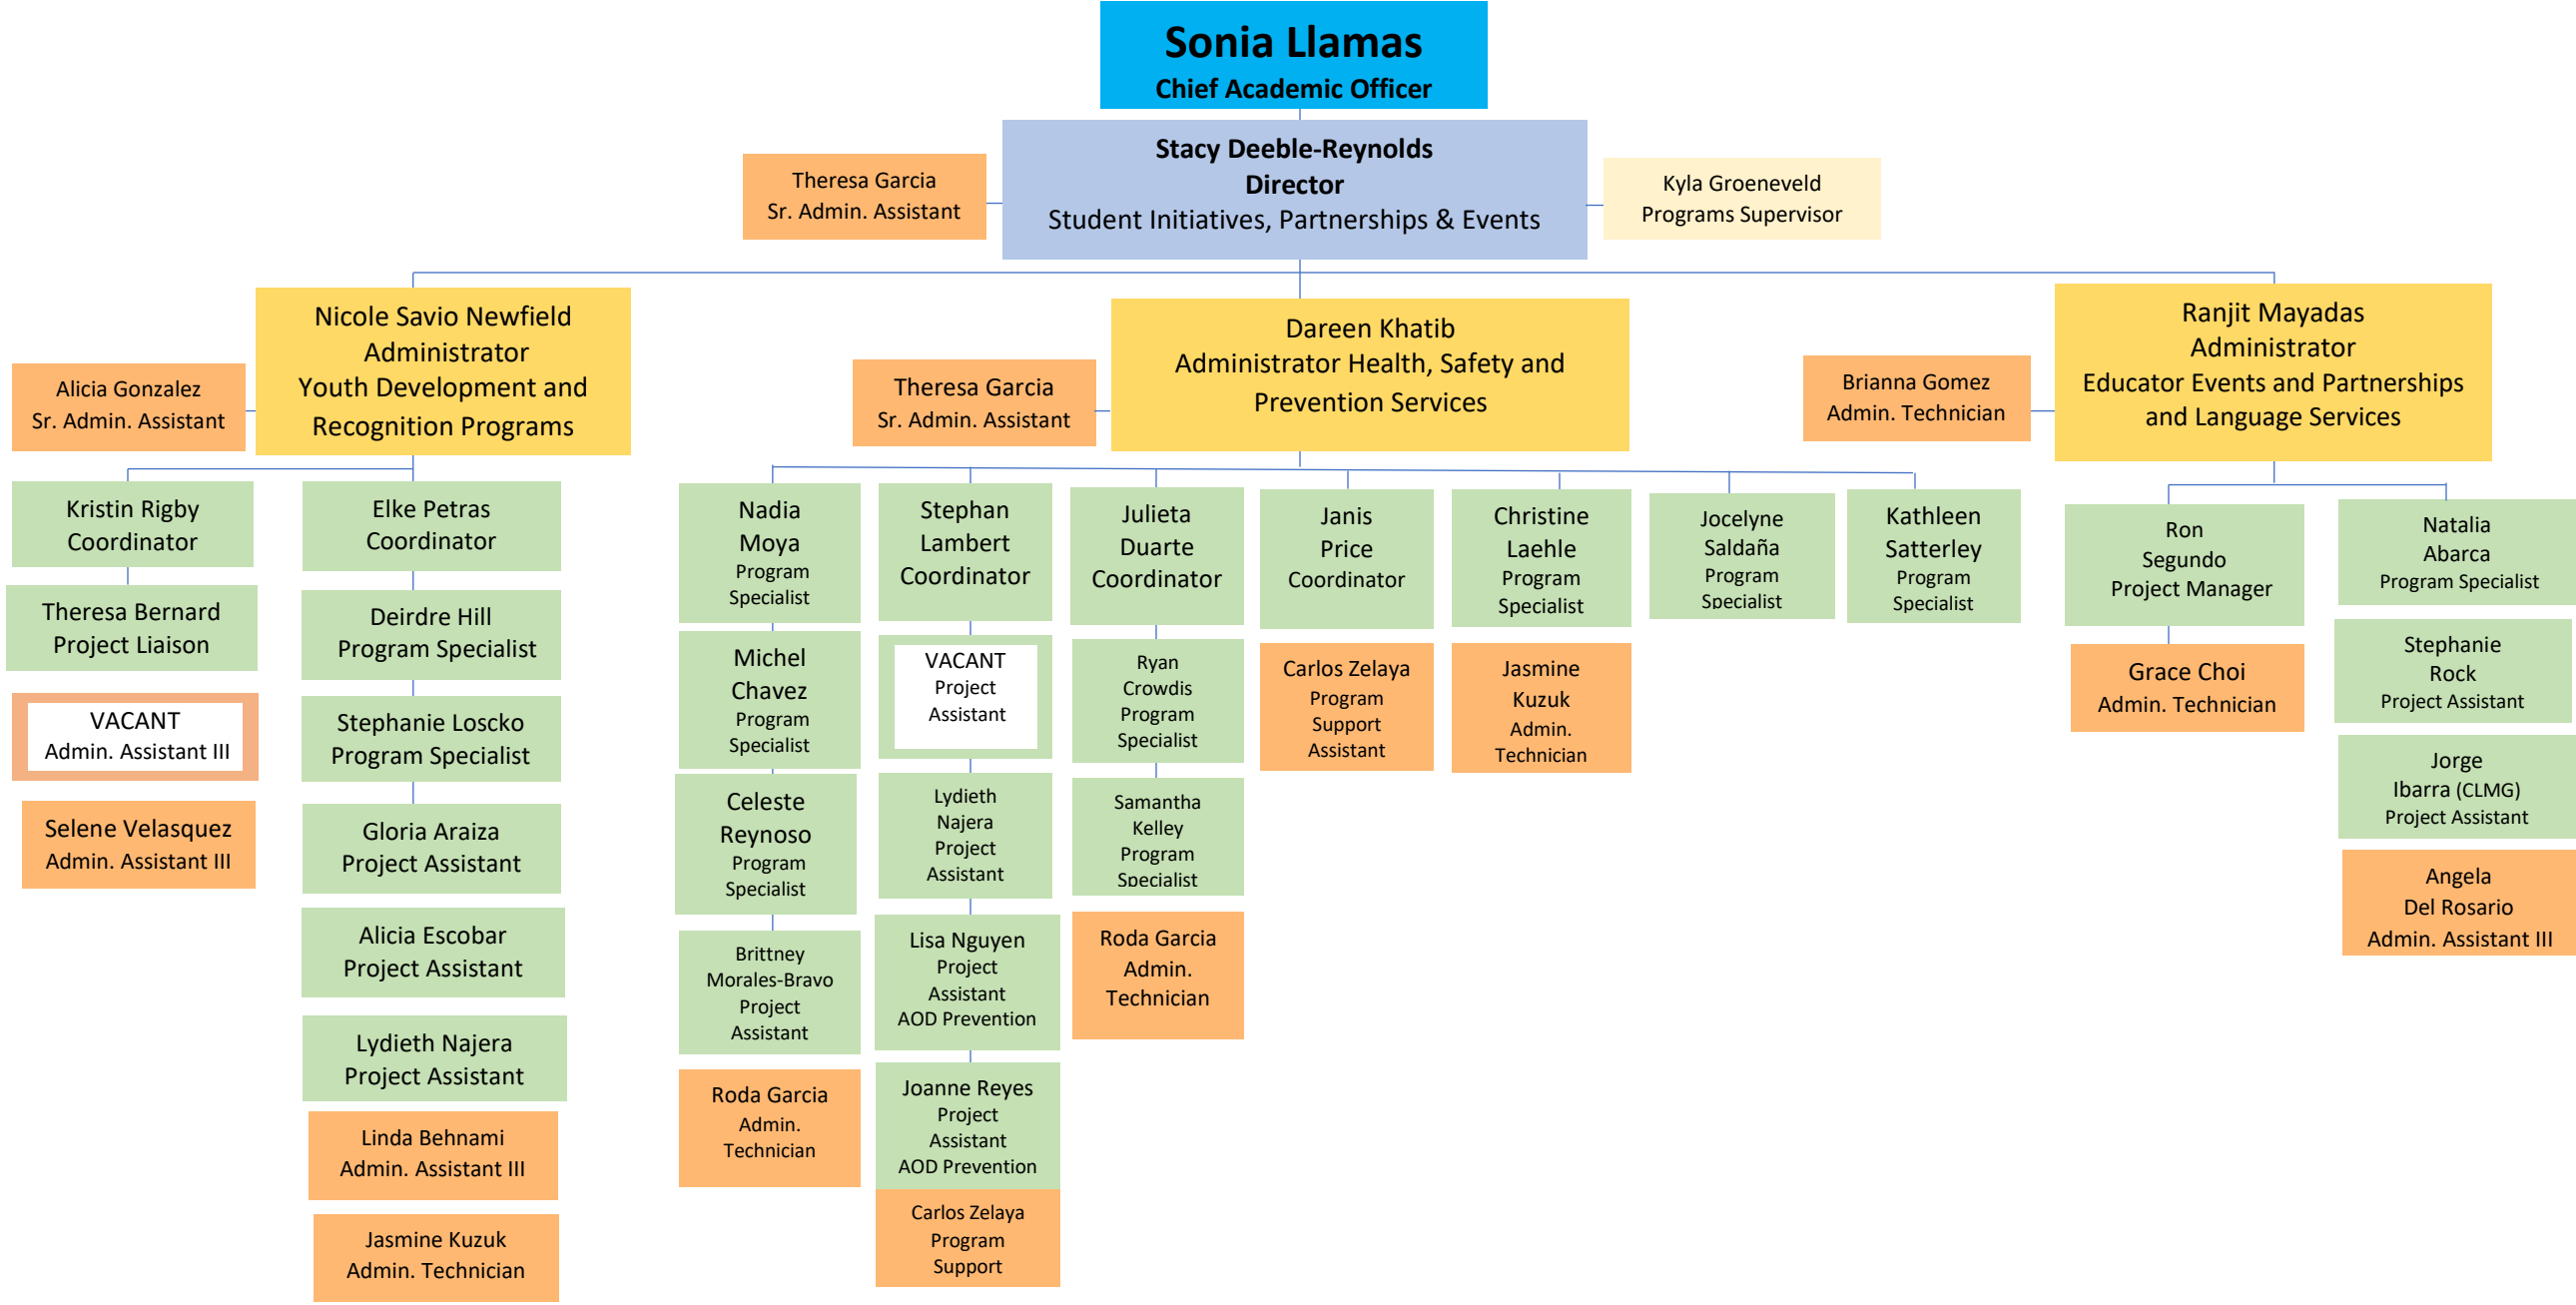 Sonia Llamas
Chief Academic Officer
Stacy Deeble-Reynolds
Director
Student Initiatives, Partnerships & Events
Theresa Garcia
Sr. Admin. Assistant
Kyla Groeneveld
Programs Supervisor
Nicole Savio Newfield
Administrator
Youth Development and
Recognition Programs
Alicia Gonzalez
Sr. Admin. Assistant
Dareen Khatib
Administrator Health, Safety and
Prevention Services
Theresa Garcia
Sr. Admin. Assistant
Ranjit Mayadas
Administrator
Educator Events and Partnerships
and Language Services
Brianna Gomez
Admin. Technician
Kristin Rigby
Coordinator
Theresa Bernard
Project Liaison
VACANT
Admin. Assistant III
Selene Velasquez
Admin. Assistant III
Elke Petras
Coordinator
Deirdre Hill
Program Specialist
Stephanie Loscko
Program Specialist
Gloria Araiza
Project Assistant
Alicia Escobar
Project Assistant
Lydieth Najera
Project Assistant
Linda Behnami
Admin. Assistant III
Jasmine Kuzuk
Admin. Technician
Nadia
Moya
Program
Specialist
Michel
Chavez
Program
Specialist
Celeste
Reynoso
Program
Specialist
Brittney
Morales-Bravo
Project
Assistant
Roda Garcia
Admin.
Technician
Stephan
Lambert
Coordinator
VACANT
Project
Assistant
Lydieth
Najera
Project
Assistant
Lisa Nguyen
Project
Assistant
AOD Prevention
Joanne Reyes
Project
Assistant
AOD Prevention
Carlos Zelaya
Program
Support
Julieta
Duarte
Coordinator
Ryan
Crowdis
Program
Specialist
Samantha
Kelley
Program
Specialist
Roda Garcia
Admin.
Technician
Janis
Price
Coordinator
Carlos Zelaya
Program
Support
Assistant
Christine
Laehle
Program
Specialist
Jasmine
Kuzuk
Admin.
Technician
Jocelyne
Saldaña
Program
Specialist
Kathleen
Satterley
Program
Specialist
Ron
Segundo
Project Manager
Grace Choi
Admin. Technician
Natalia
Abarca
Program Specialist
Stephanie
Rock
Project Assistant
Jorge
Ibarra (CLMG)
Project Assistant
Angela
Del Rosario
Admin. Assistant III